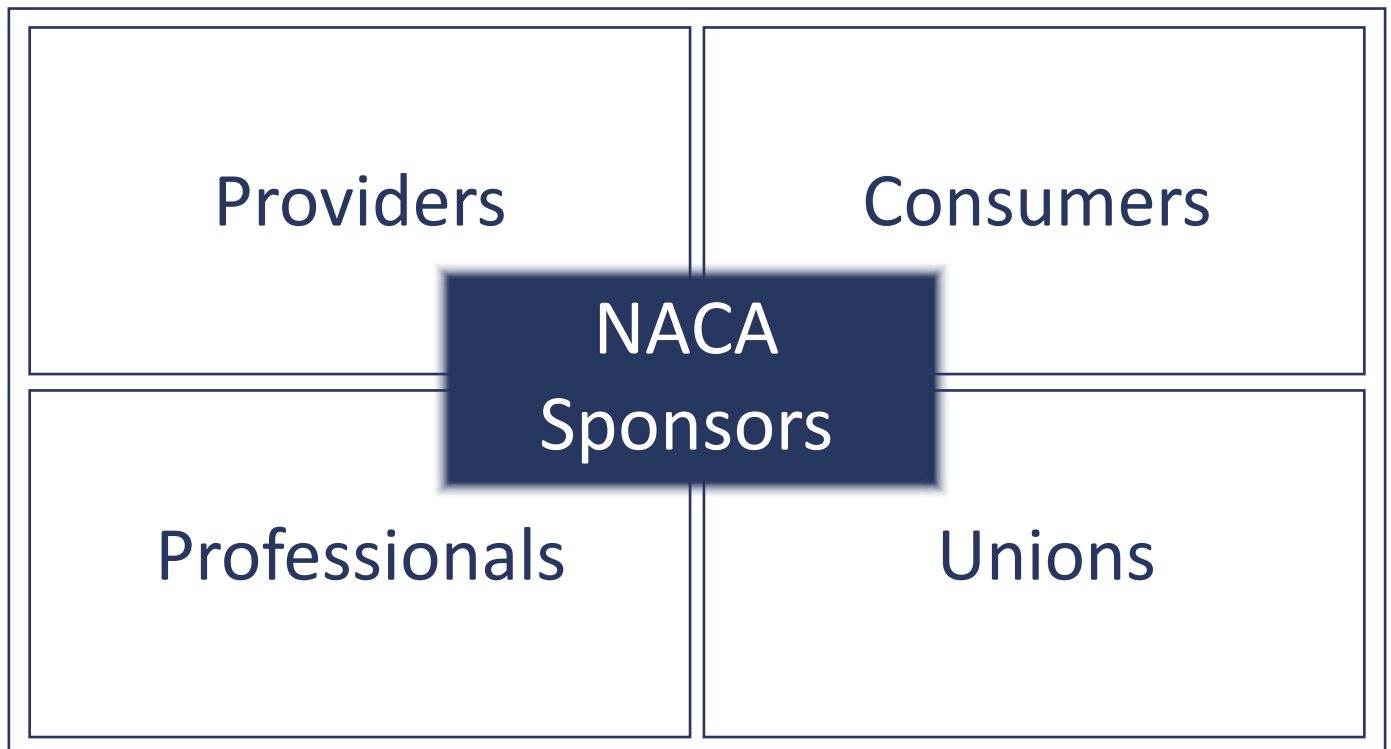 Providers
Consumers
NACA
Sponsors
Professionals
Unions